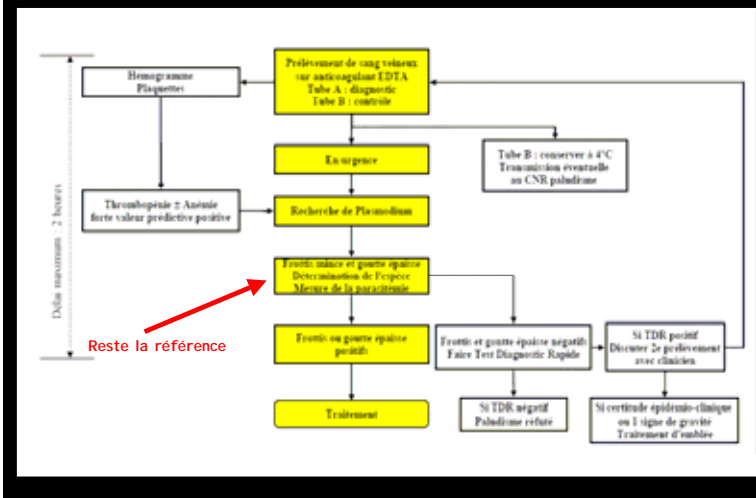 Délai maximum : 2 heures
Hémogramme
Plaquettes
Prélèvement de sang veineux
sur anticoagulant EDTA
Tube A : diagnostic
Tube B : contrôle
En urgence
Tube B : conserver à 4°C
Transmission éventuelle
au CNR paludisme
Thrombopénie ± Anémie
forte valeur prédictive positive
Recherche de Plasmodium
Frottis mince et goutte épaisse
Détermination de l'espèce
Mesure de la parasitémie
Reste la référence
Frottis ou goutte épaisse
positifs
Frottis et goutte épaisse négatifs
Faire Test Diagnostic Rapide
Si TDR positif
Discuter 2e prélèvement
avec clinicien
Traitement
Si TDR négatif
Paludisme réfuté
Si certitude épidémio-clinique
ou 1 signe de gravité
Traitement d'emblée